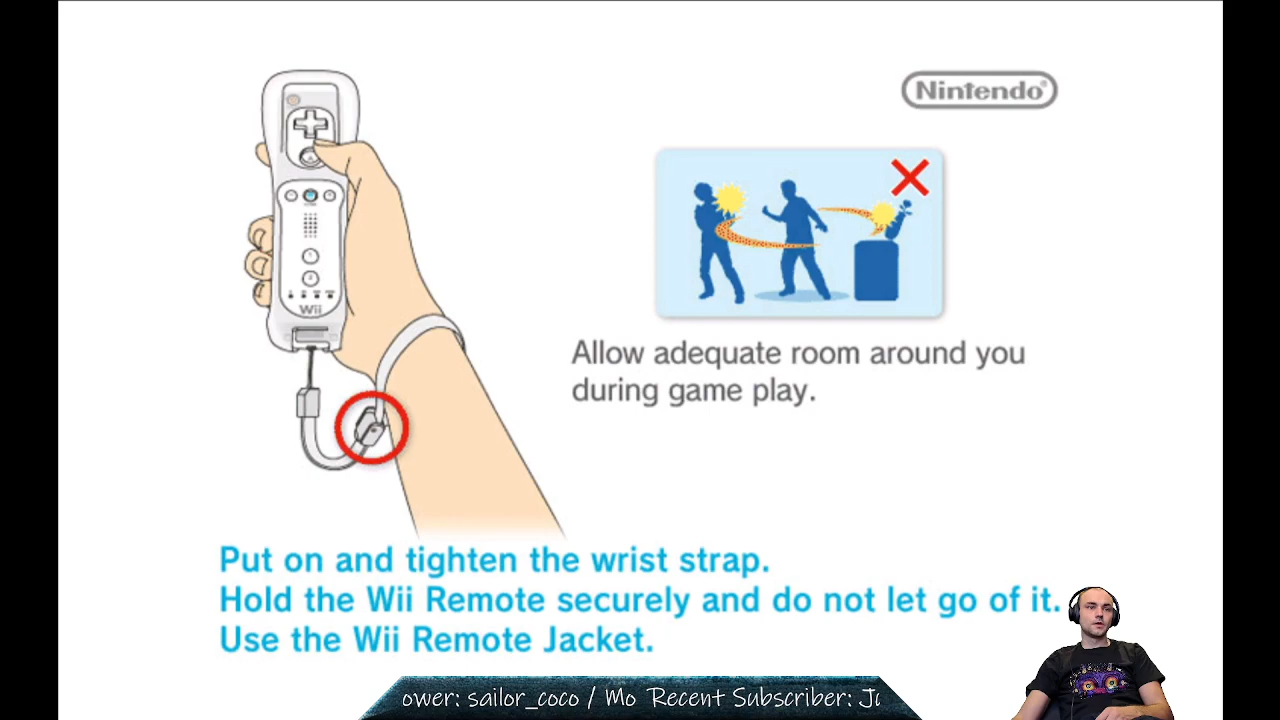 Nintendo®
Wii
Allow adequate room around you
during game play.
Put on and tighten the wrist strap.
Hold the Wii Remote securely and do not let go of it.
Use the Wii Remote Jacket.
ower: sailor_coco / Mo Recent Subscriber: Ji